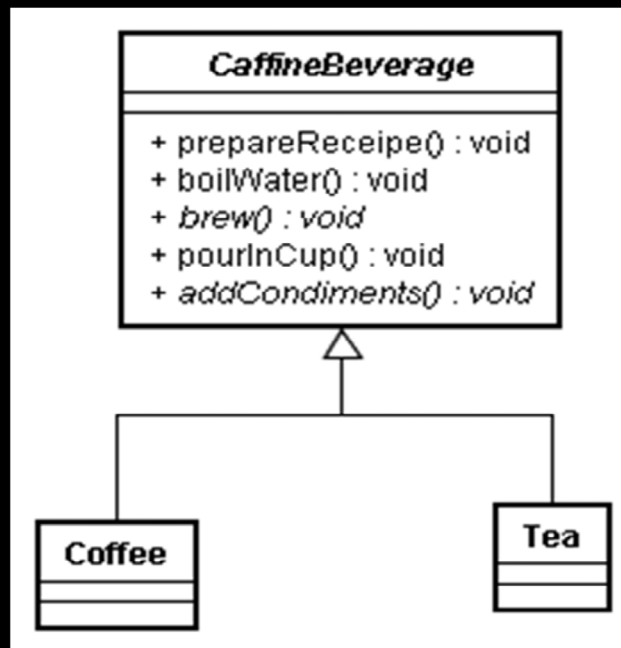 CaffineBeverage
+ prepareReceipe() : void
+ boilWater() : void
+ brew() : void
+ pourInCup() : void
+ addCondiments() : void
Coffee
Tea